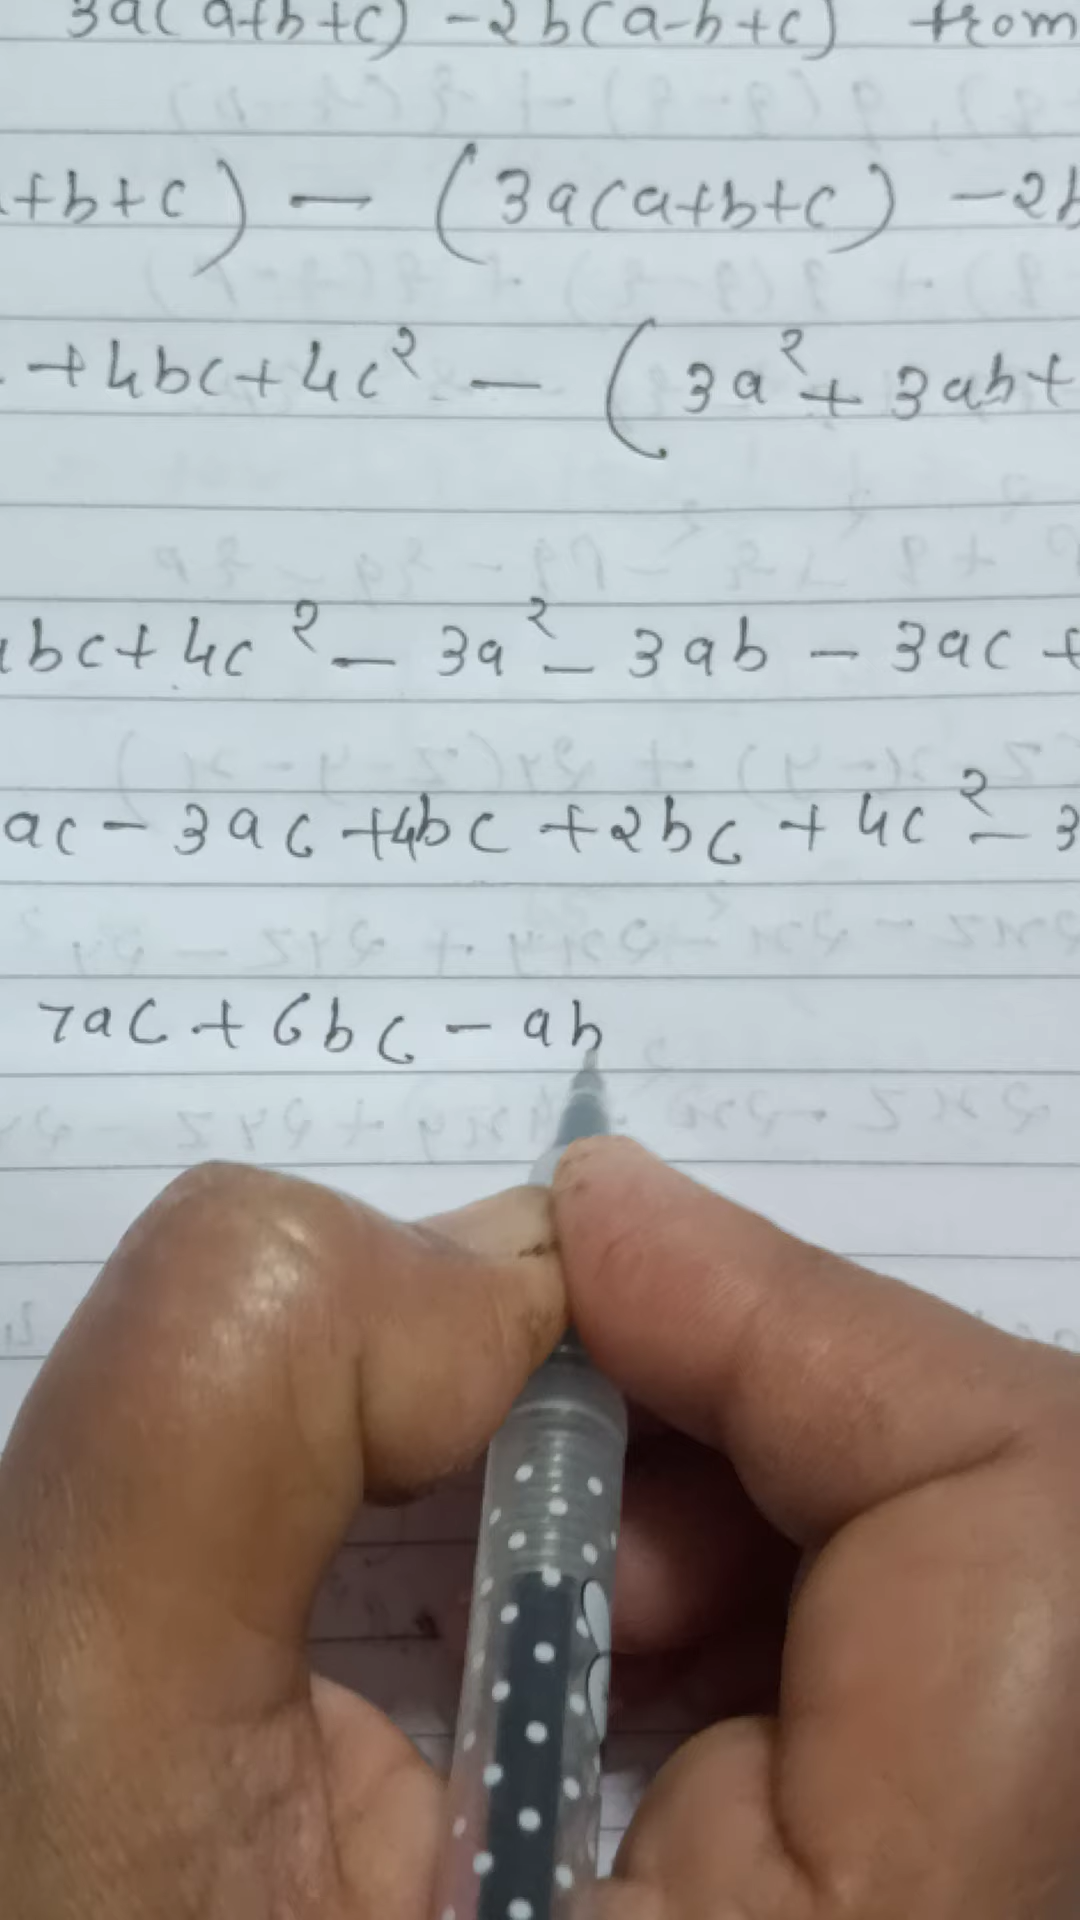 3a(a+b+c) -2b(a-b+c) from
+b+c) - (3a(a+b+c) -2b
+4bc+4c² - (3a²+3ab+
bc+4c²-3a²-3ab-3ac+
ac-3ac+4bc+2bc+4c²-3
7ac+6bc-ab